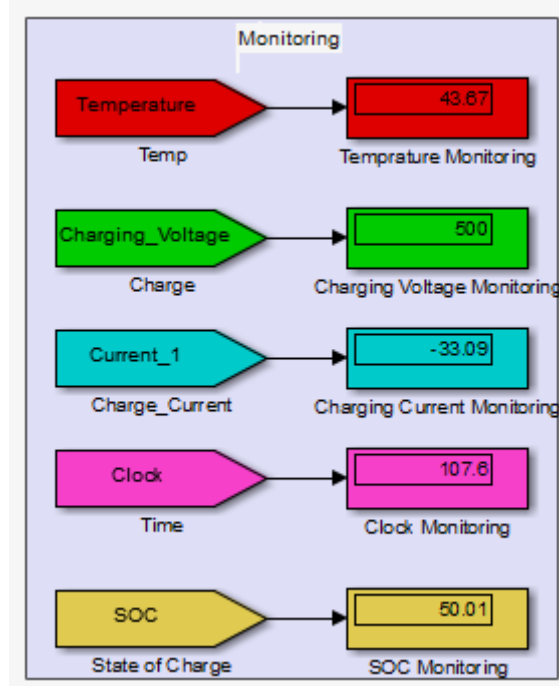 Monitoring
Temperature
43.67
Temp
Temprature Monitoring
Charging_Voltage
500
Charge
Charging Voltage Monitoring
Current_1
-33.09
Charge_Current
Charging Current Monitoring
Clock
107.6
Time
Clock Monitoring
SOC
50.01
State of Charge
SOC Monitoring